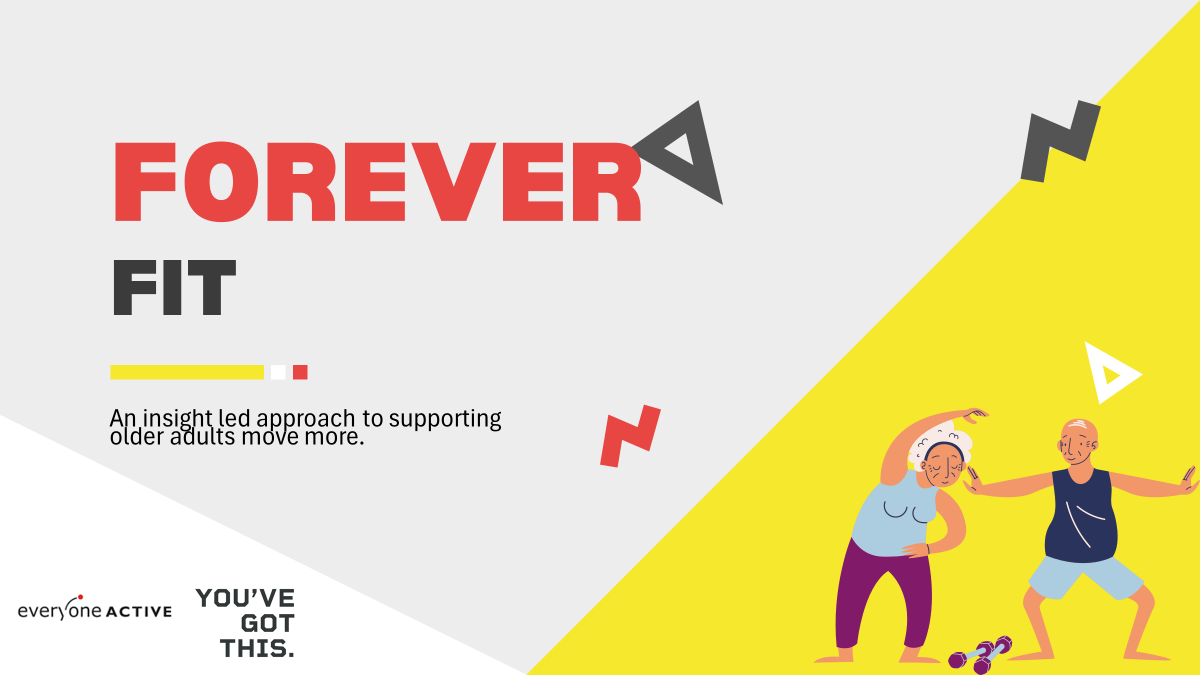 FOREVER
FIT
An insight led approach to supporting
older adults move more.
everyone ACTIVE
YOU'VE
GOT
THIS.